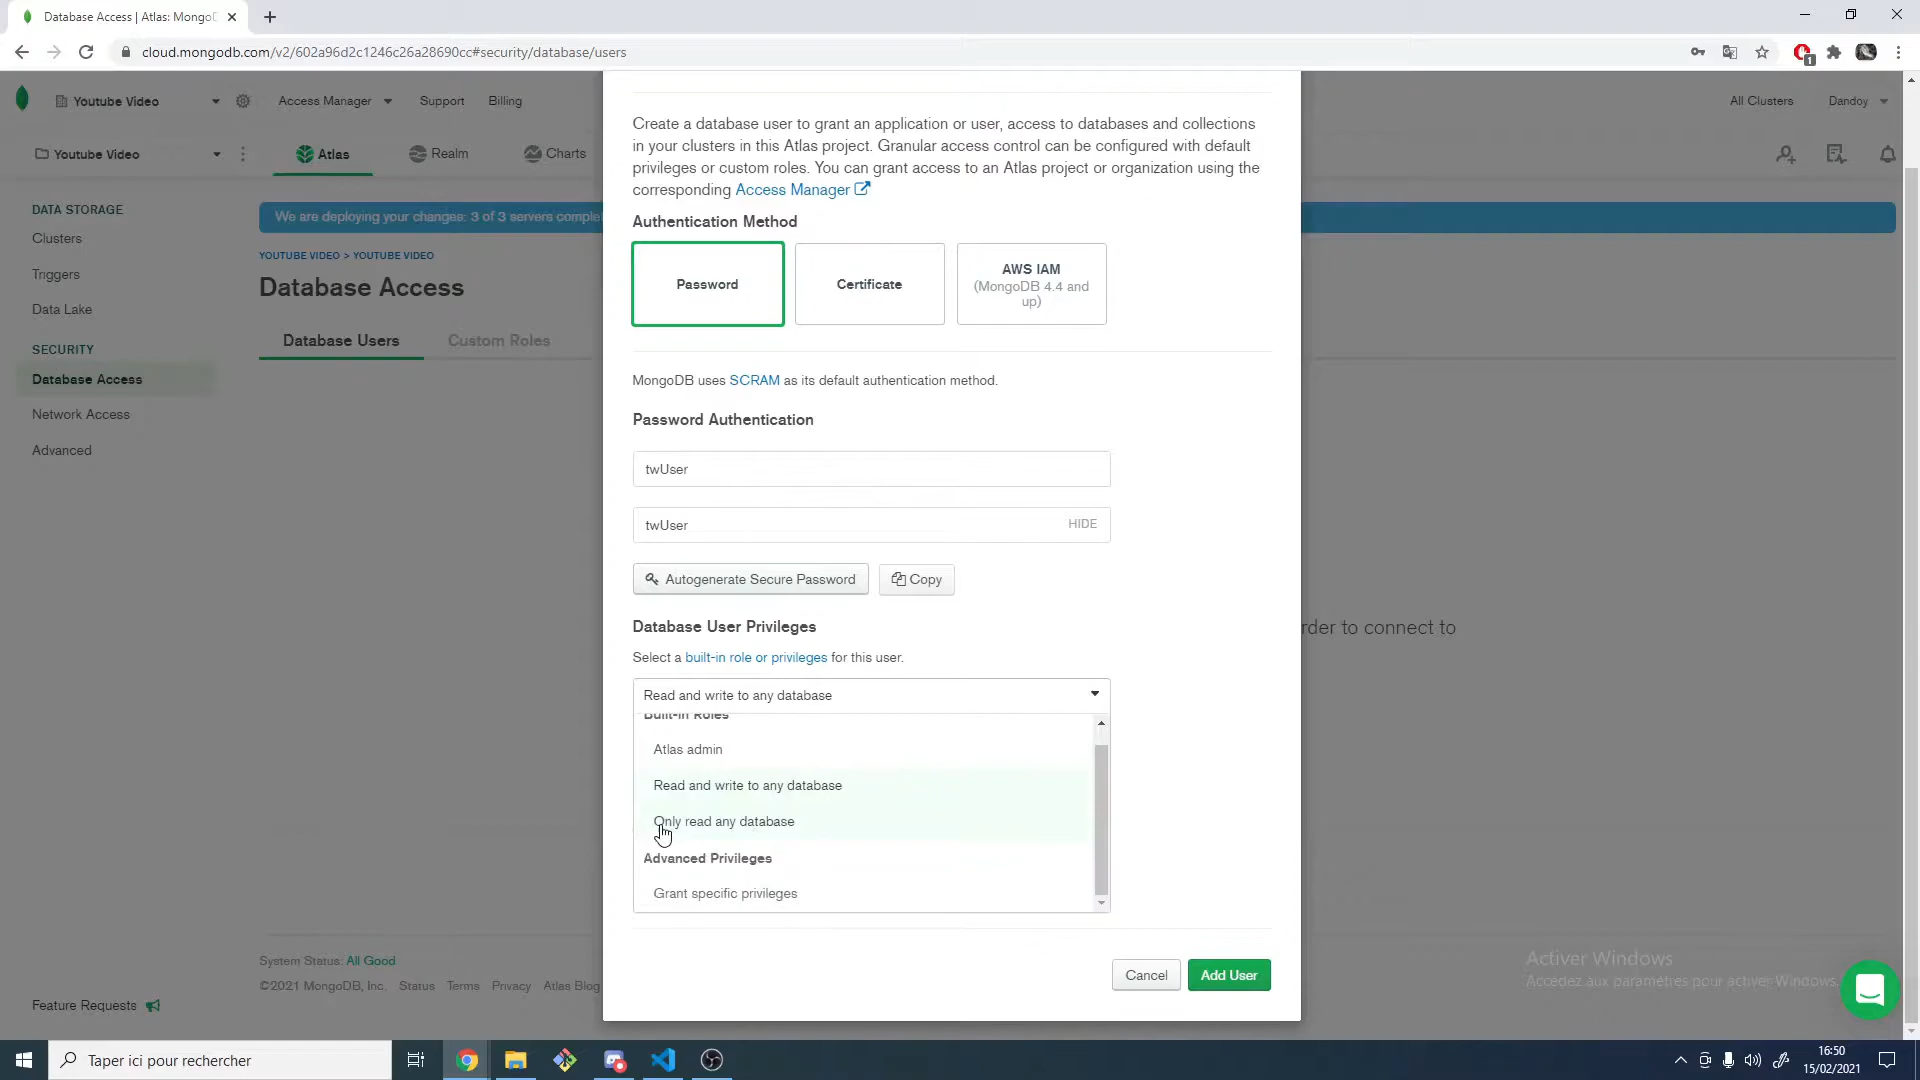 Database Access | Atlas: Mongo
cloud.mongodb.com/v2/602a96d2c1246c26a28690cc#security/database/users
1
Youtube Video
Access Manager
Support
Billing
All Clusters
Dandoy
Youtube Video
Atlas
Realm
Charts
DATA STORAGE
Clusters
Triggers
Data Lake
SECURITY
Database Access
Network Access
Advanced
Feature Requests
We are deploying your changes: 3 of 3 servers comple
YOUTUBE VIDEO > YOUTUBE VIDEO
Database Access
Database Users
Custom Roles
rder to connect to
Create a database user to grant an application or user, access to databases and collections
in your clusters in this Atlas project. Granular access control can be configured with default
privileges or custom roles. You can grant access to an Atlas project or organization using the
corresponding Access Manager
Authentication Method
Password
Certificate
AWS IAM
(MongoDB 4.4 and
up)
MongoDB uses SCRAM as its default authentication method.
Password Authentication
twUser
twUser
HIDE
Autogenerate Secure Password
Copy
Database User Privileges
Select a built-in role or privileges for this user.
Read and write to any database
Built-in Roles
Atlas admin
Read and write to any database
Only read any database
Advanced Privileges
Grant specific privileges
Cancel
Add User
System Status: All Good
©2021 MongoDB, Inc. Status Terms Privacy Atlas Blog
Activer Windows
Accédez aux paramètres pour activer Windows.
Taper ici pour rechercher
16:50
15/02/2021